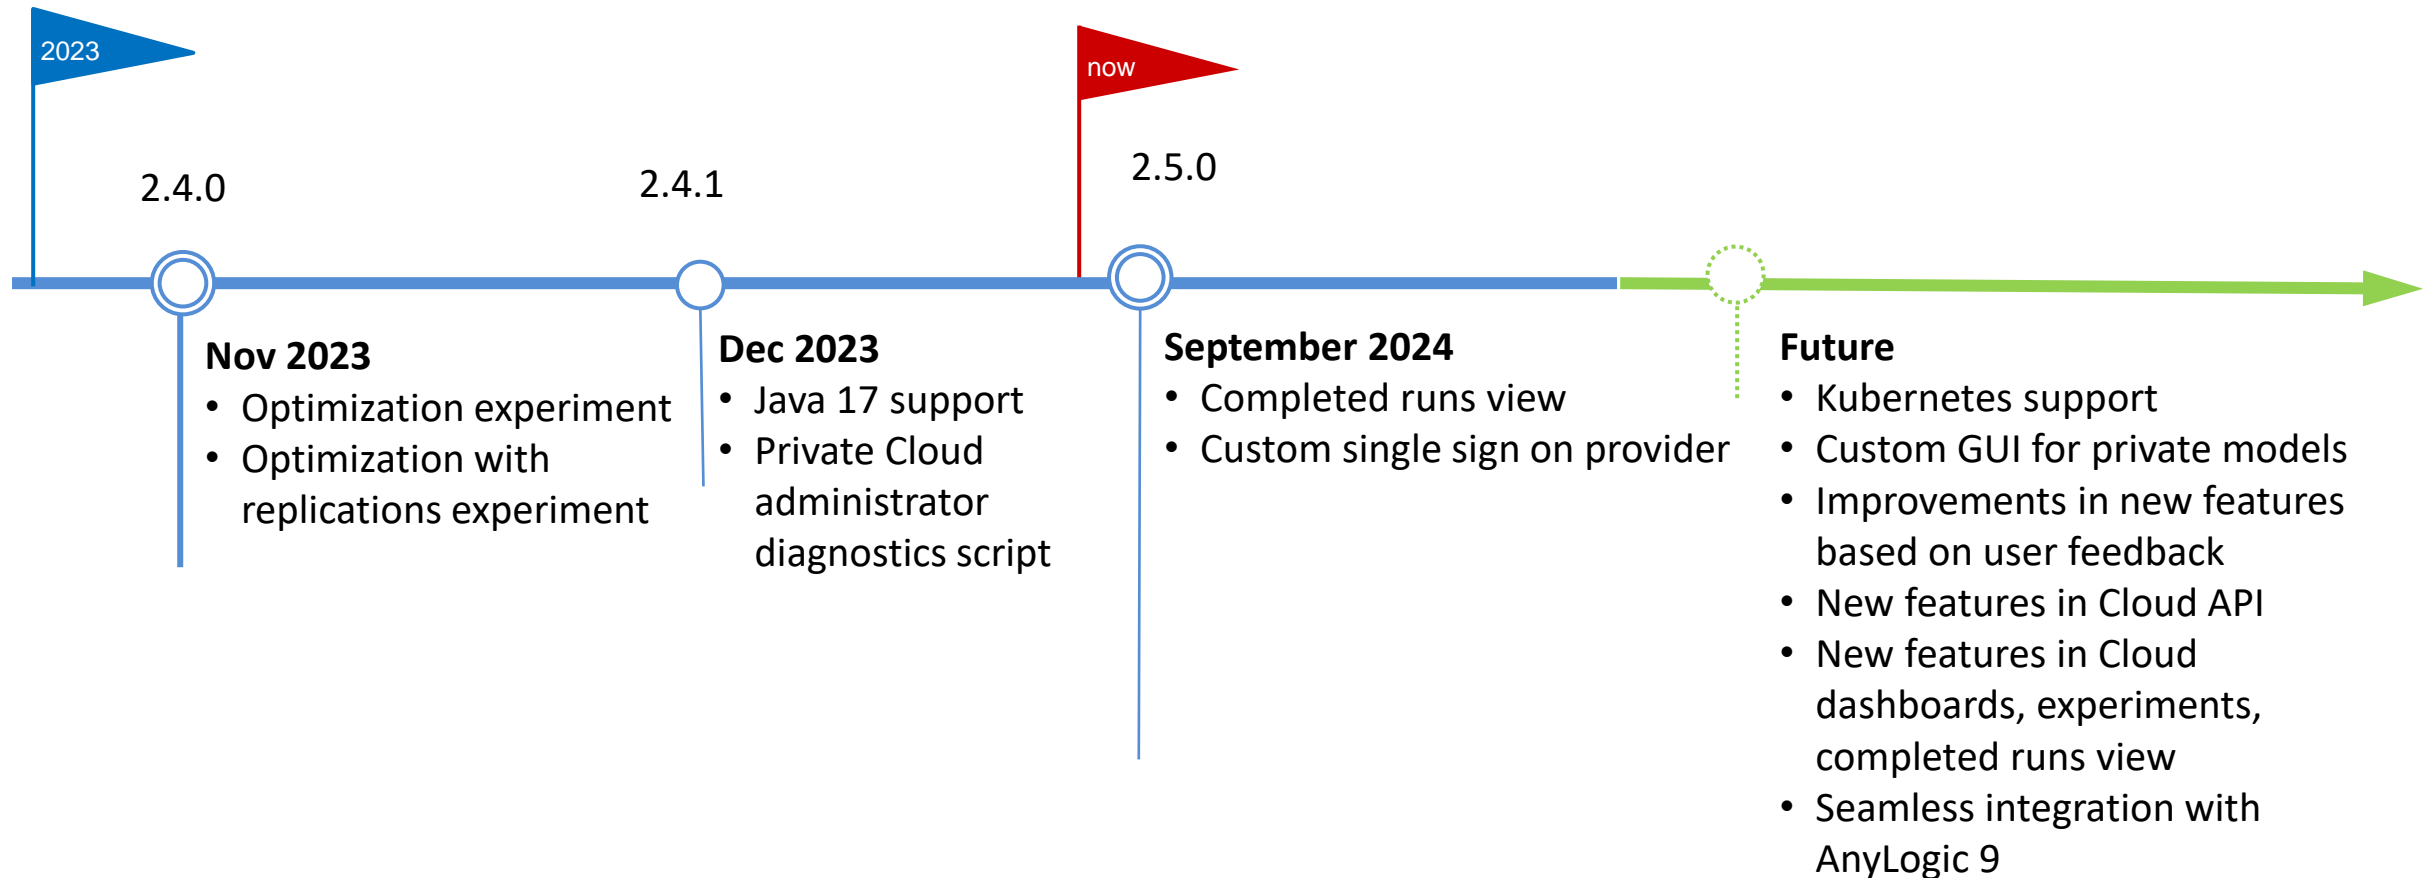 2023
now
2.4.0
2.4.1
2.5.0
Nov 2023
• Optimization experiment
• Optimization with
replications experiment
Dec 2023
• Java 17 support
• Private Cloud
administrator
diagnostics script
September 2024
• Completed runs view
• Custom single sign on provider
Future
• Kubernetes support
• Custom GUI for private models
• Improvements in new features
based on user feedback
• New features in Cloud API
• New features in Cloud
dashboards, experiments,
completed runs view
• Seamless integration with
AnyLogic 9